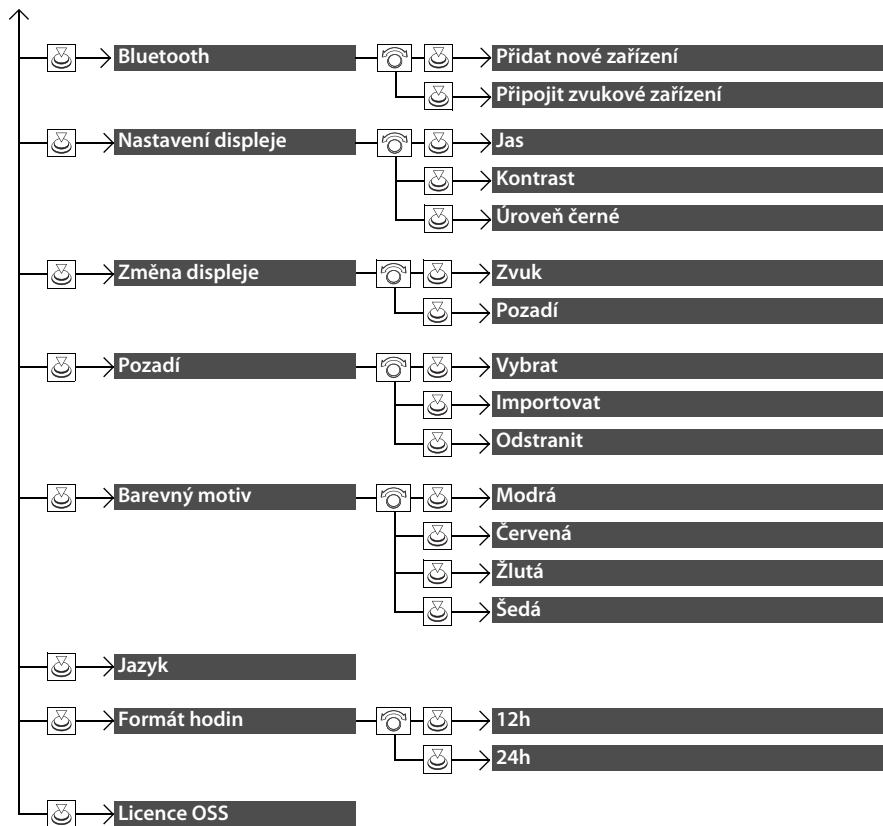 Bluetooth
Přidat nové zařízení
Připojit zvukové zařízení
Nastavení displeje
Jas
Kontrast
Úroveň černé
Změna displeje
Zvuk
Pozadí
Pozadí
Vybrat
Importovat
Odstranit
Barevný motiv
Modrá
Červená
Žlutá
Šedá
Jazyk
Formát hodin
12h
24h
Licence OSS